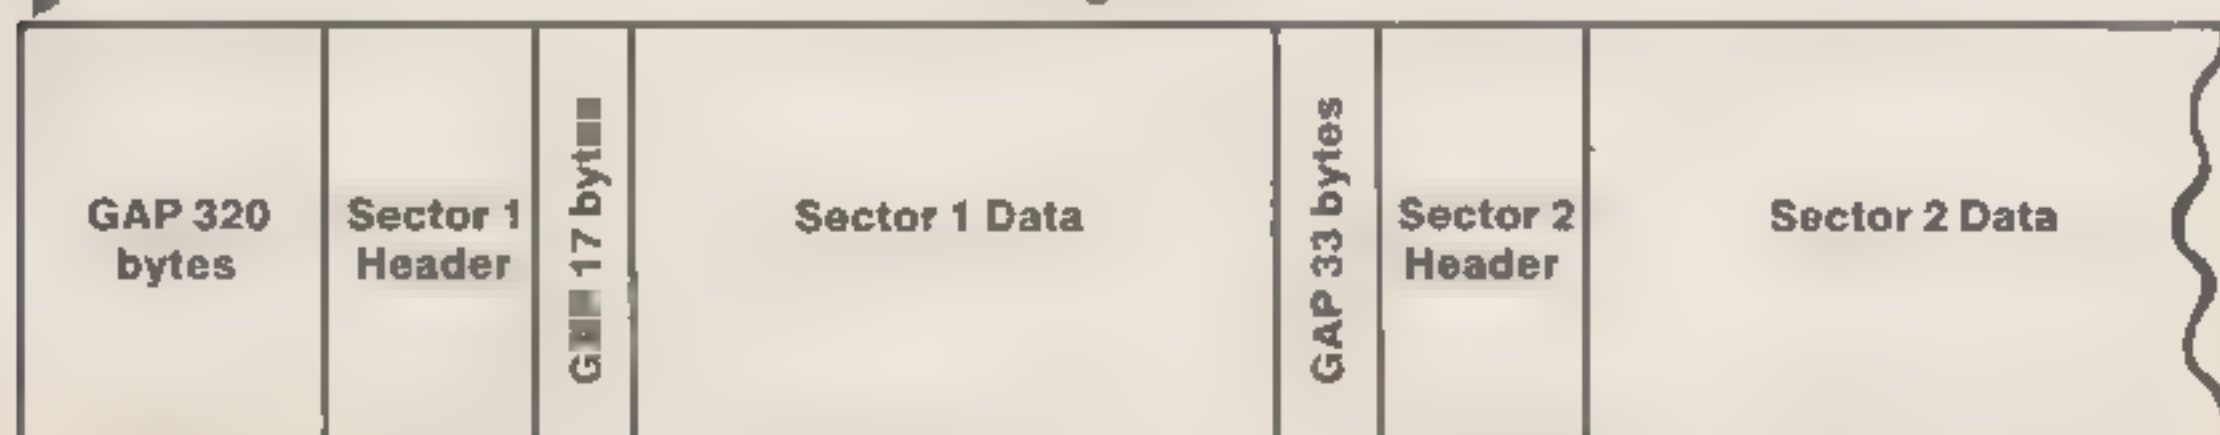 GAP 320
bytes
Sector 1
Header
17
Sector 1 Data
GAP 33 bytes
Sector 2
Header
Sector 2 Data